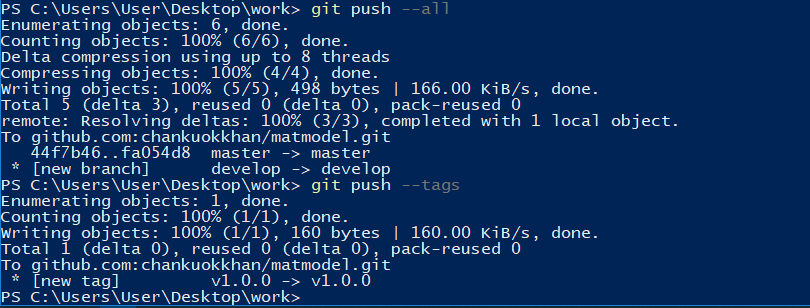 PS C:\Users\User\Desktop\work> git push --all
Enumerating objects: 6, done.
Counting objects: 100% (6/6), done.
Delta compression using up to 8 threads
Compressing objects: 100% (4/4), done.
Writing objects: 100% (5/5), 498 bytes | 166.00 KiB/s, done.
Total 5 (delta 3), reused 0 (delta 0), pack-reused 0
remote: Resolving deltas: 100% (3/3), completed with 1 local object.
To github.com:chankuokkhan/matmodel.git
   44f7b46..fa054d8  master -> master
 * [new branch]      develop -> develop
PS C:\Users\User\Desktop\work> git push --tags
Enumerating objects: 1, done.
Counting objects: 100% (1/1), done.
Writing objects: 100% (1/1), 160 bytes | 160.00 KiB/s, done.
Total 1 (delta 0), reused 0 (delta 0), pack-reused 0
To github.com:chankuokkhan/matmodel.git
 * [new tag]         v1.0.0 -> v1.0.0
PS C:\Users\User\Desktop\work>